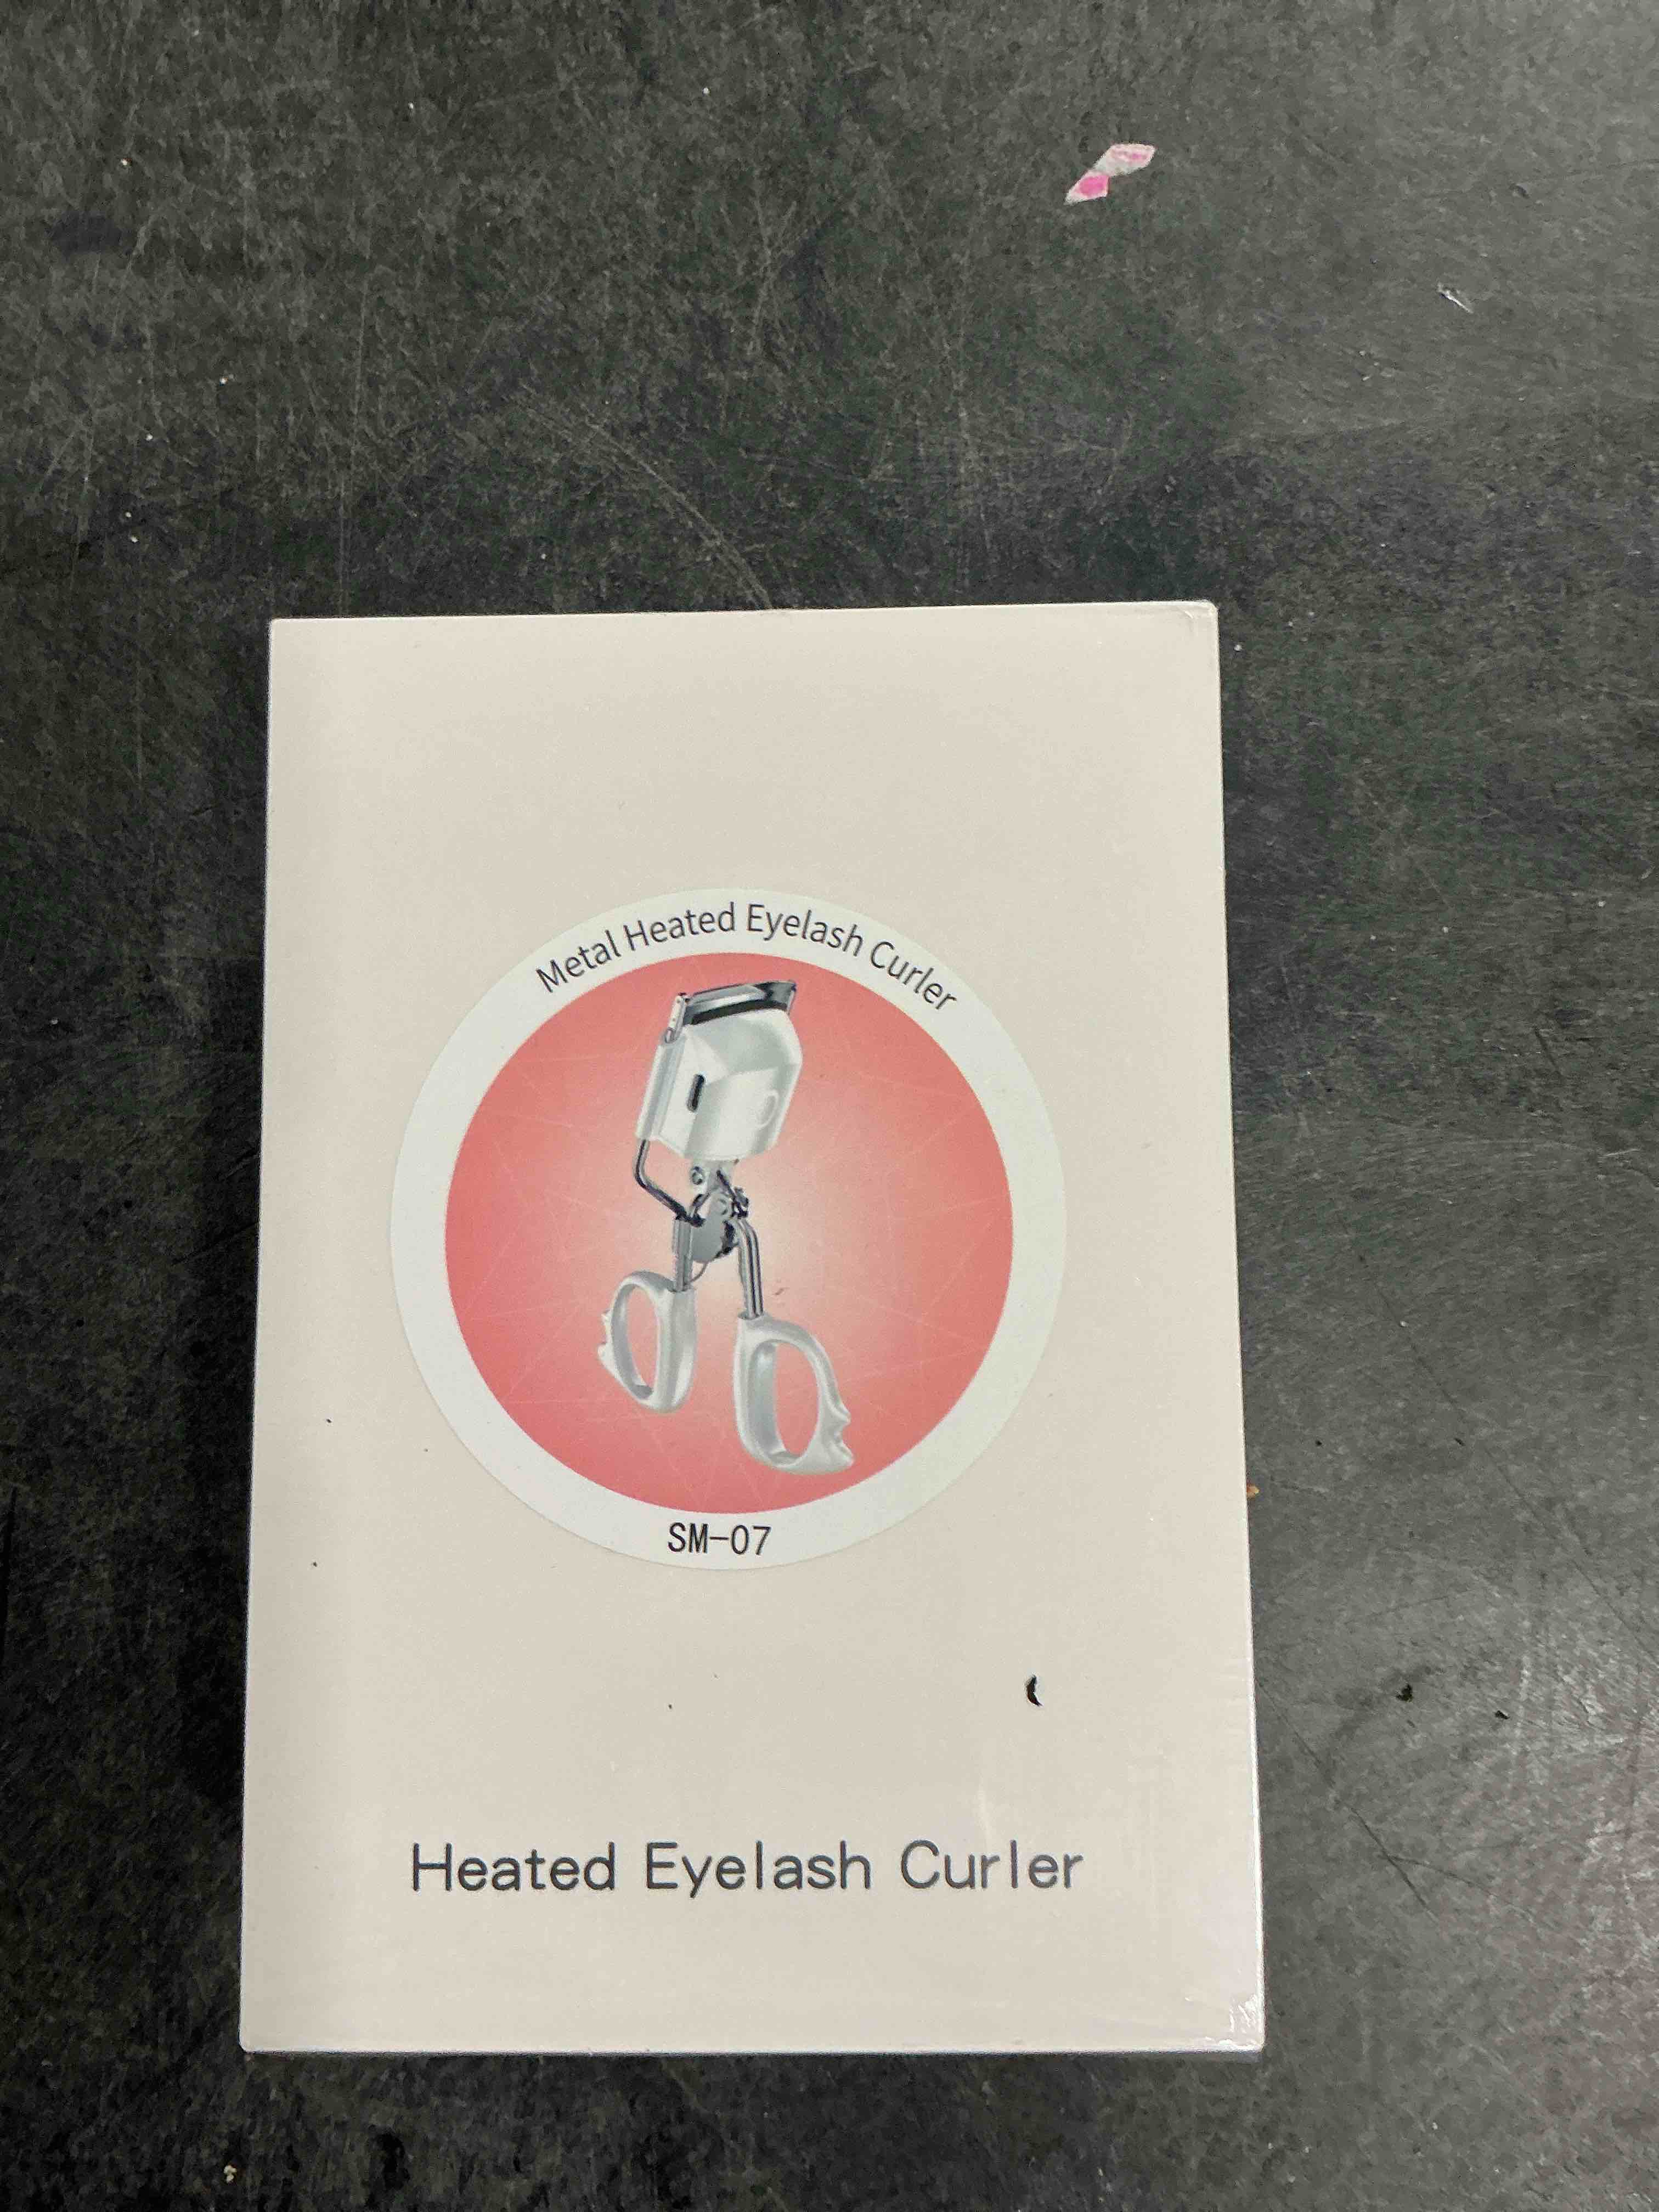 Metal Heated Eyelash Curler
SM-07
Heated Eyelash Curler